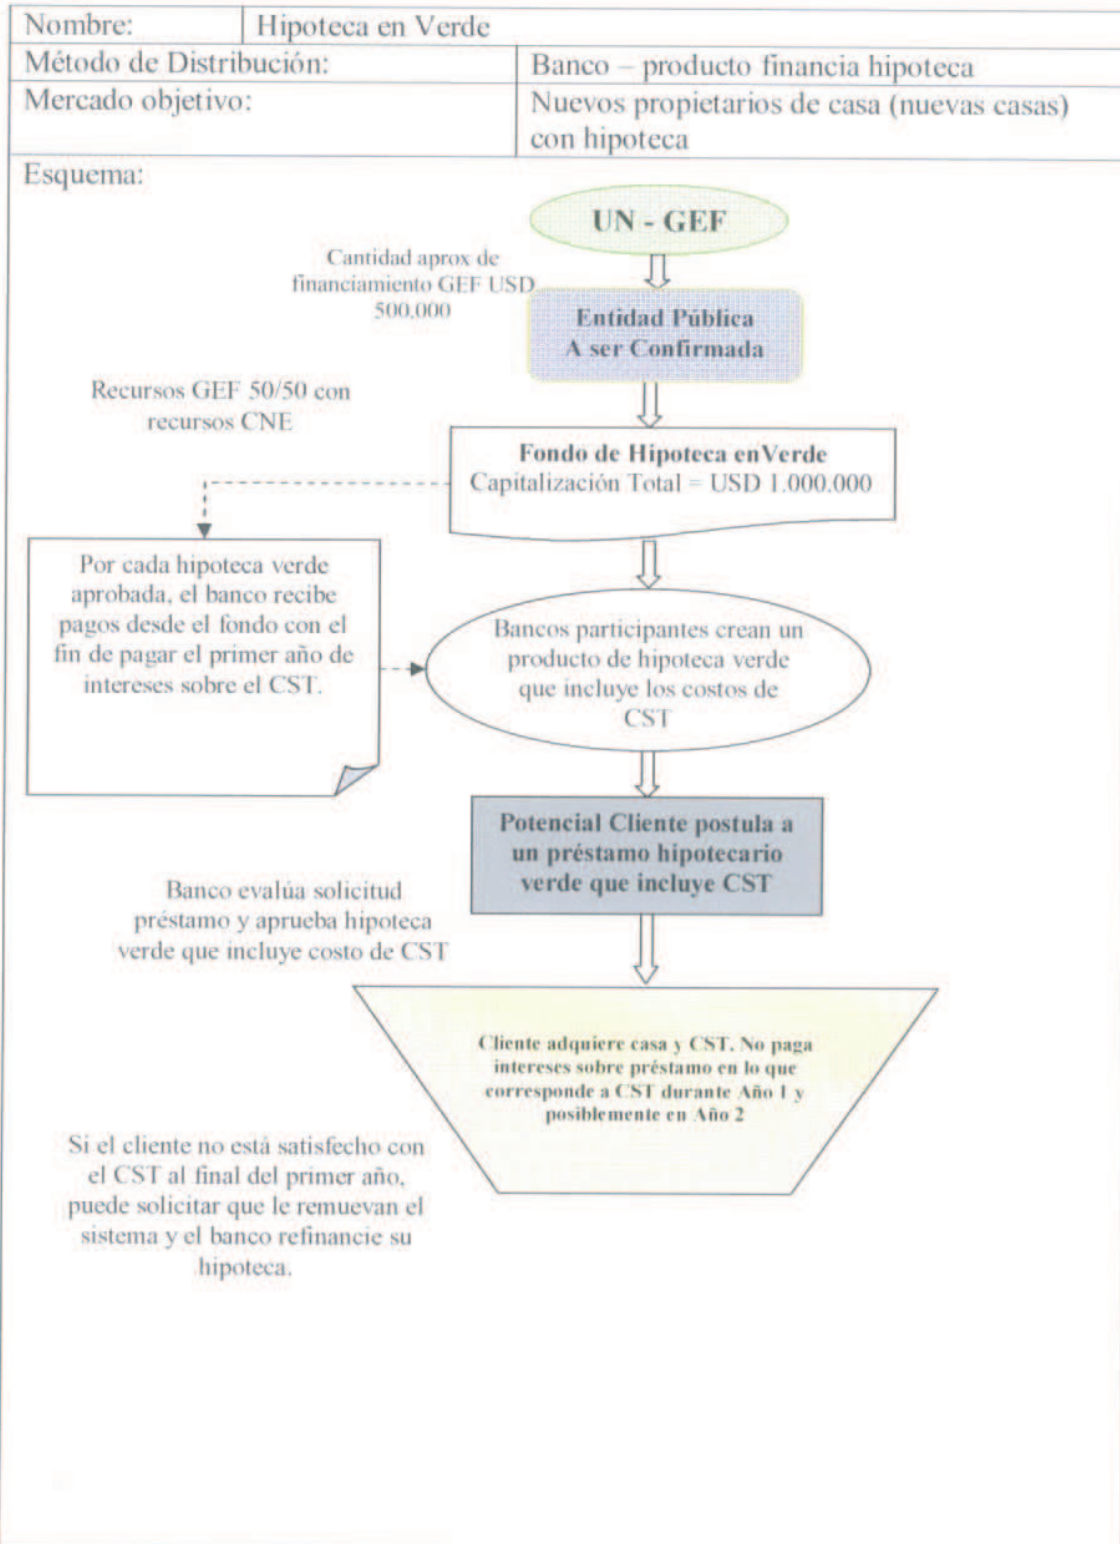 Nombre: Hipoteca en Verde
Método de Distribución: Banco – producto financia hipoteca
Mercado objetivo: Nuevos propietarios de casa (nuevas casas)
con hipoteca
Esquema:
UN - GEF
Cantidad aprox de
financiamiento GEF USD
500.000
Entidad Pública
A ser Confirmada
Recursos GEF 50/50 con
recursos CNE
Fondo de Hipoteca enVerde
Capitalización Total = USD 1.000.000
Por cada hipoteca verde
aprobada, el banco recibe
pagos desde el fondo con el
fin de pagar el primer año de
intereses sobre el CST.
Bancos participantes crean un
producto de hipoteca verde
que incluye los costos de
CST
Potencial Cliente postula a
un préstamo hipotecario
verde que incluye CST
Banco evalúa solicitud
préstamo y aprueba hipoteca
verde que incluye costo de CST
Cliente adquiere casa y CST. No paga
intereses sobre préstamo en lo que
corresponde a CST durante Año 1 y
posiblemente en Año 2
Si el cliente no está satisfecho con
el CST al final del primer año,
puede solicitar que le remuevan el
sistema y el banco refinancie su
hipoteca.